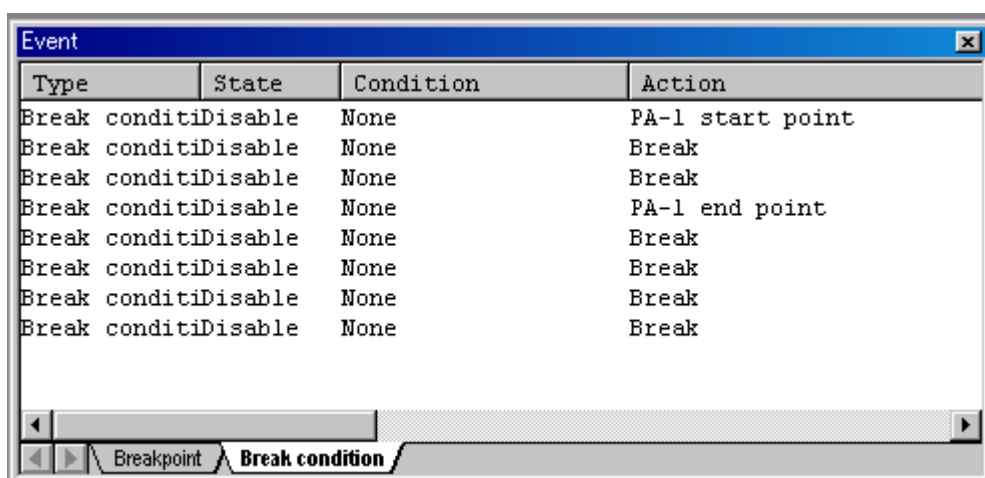 Event
Type State Condition Action
Break conditiDisable None PA-1 start point
Break conditiDisable None Break
Break conditiDisable None Break
Break conditiDisable None PA-1 end point
Break conditiDisable None Break
Break conditiDisable None Break
Break conditiDisable None Break
Break conditiDisable None Break
Breakpoint Break condition